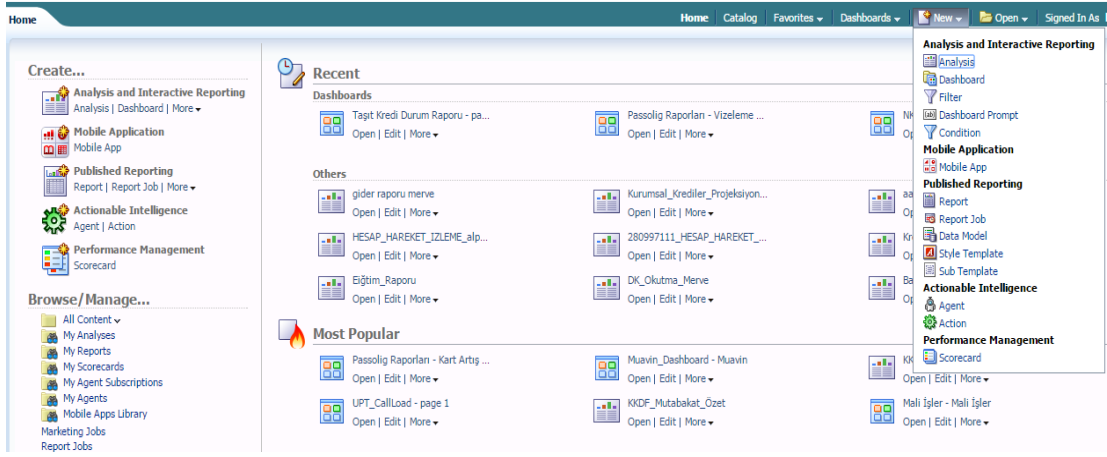 Home
Home Catalog Favorites Dashboards New Open Signed In As
Create...
Analysis and Interactive Reporting
Analysis | Dashboard | More
Mobile Application
Mobile App
Published Reporting
Report | Report Job | More
Actionable Intelligence
Agent | Action
Performance Management
Scorecard
Browse/Manage...
All Content
My Analyses
My Reports
My Scorecards
My Agent Subscriptions
My Agents
Mobile Apps Library
Marketing Jobs
Report Jobs
Recent
Dashboards
Taşıt Kredi Durum Raporu - pa... Passolig Raporları - Vizeleme ... NK
Open | Edit | More Open | Edit | More
Others
gider raporu merve Kurumsal_Krediler_Projeksiyon... aa
Open | Edit | More Open | Edit | More
HESAP_HAREKET_IZLEME_alp... 280997111_HESAP_HAREKET_... Kr
Open | Edit | More Open | Edit | More
Eiğtim_Raporu DK_Okutma_Merve Ba
Open | Edit | More Open | Edit | More
Most Popular
Passolig Raporları - Kart Artış ... Muavin_Dashboard - Muavin KK
Open | Edit | More Open | Edit | More Open | Edit | More
UPT_CallLoad - page 1 KKDF_Mutabakat_Özet Mali İşler - Mali İşler
Open | Edit | More Open | Edit | More Open | Edit | More
Analysis and Interactive Reporting
Analysis
Dashboard
Filter
Dashboard Prompt
Condition
Mobile Application
Mobile App
Published Reporting
Report
Report Job
Data Model
Style Template
Sub Template
Actionable Intelligence
Agent
Action
Performance Management
Scorecard